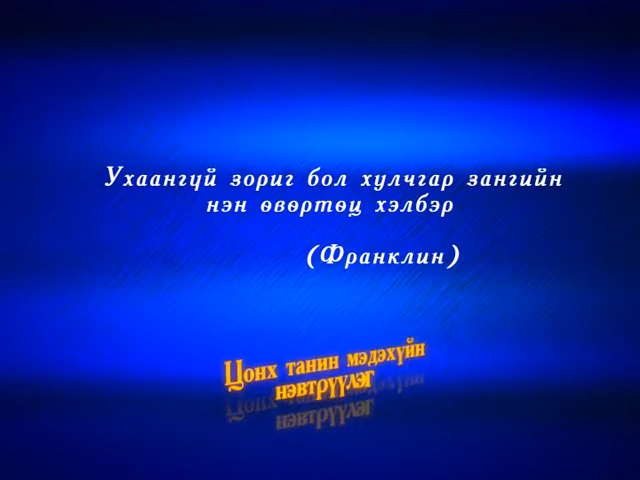 Ухаангүй зориг бол хулчгар зангийн
нэн өвөртөц хэлбэр
(Франклин)
Цонх танин мэдэхүйн
нэвтрүүлэг